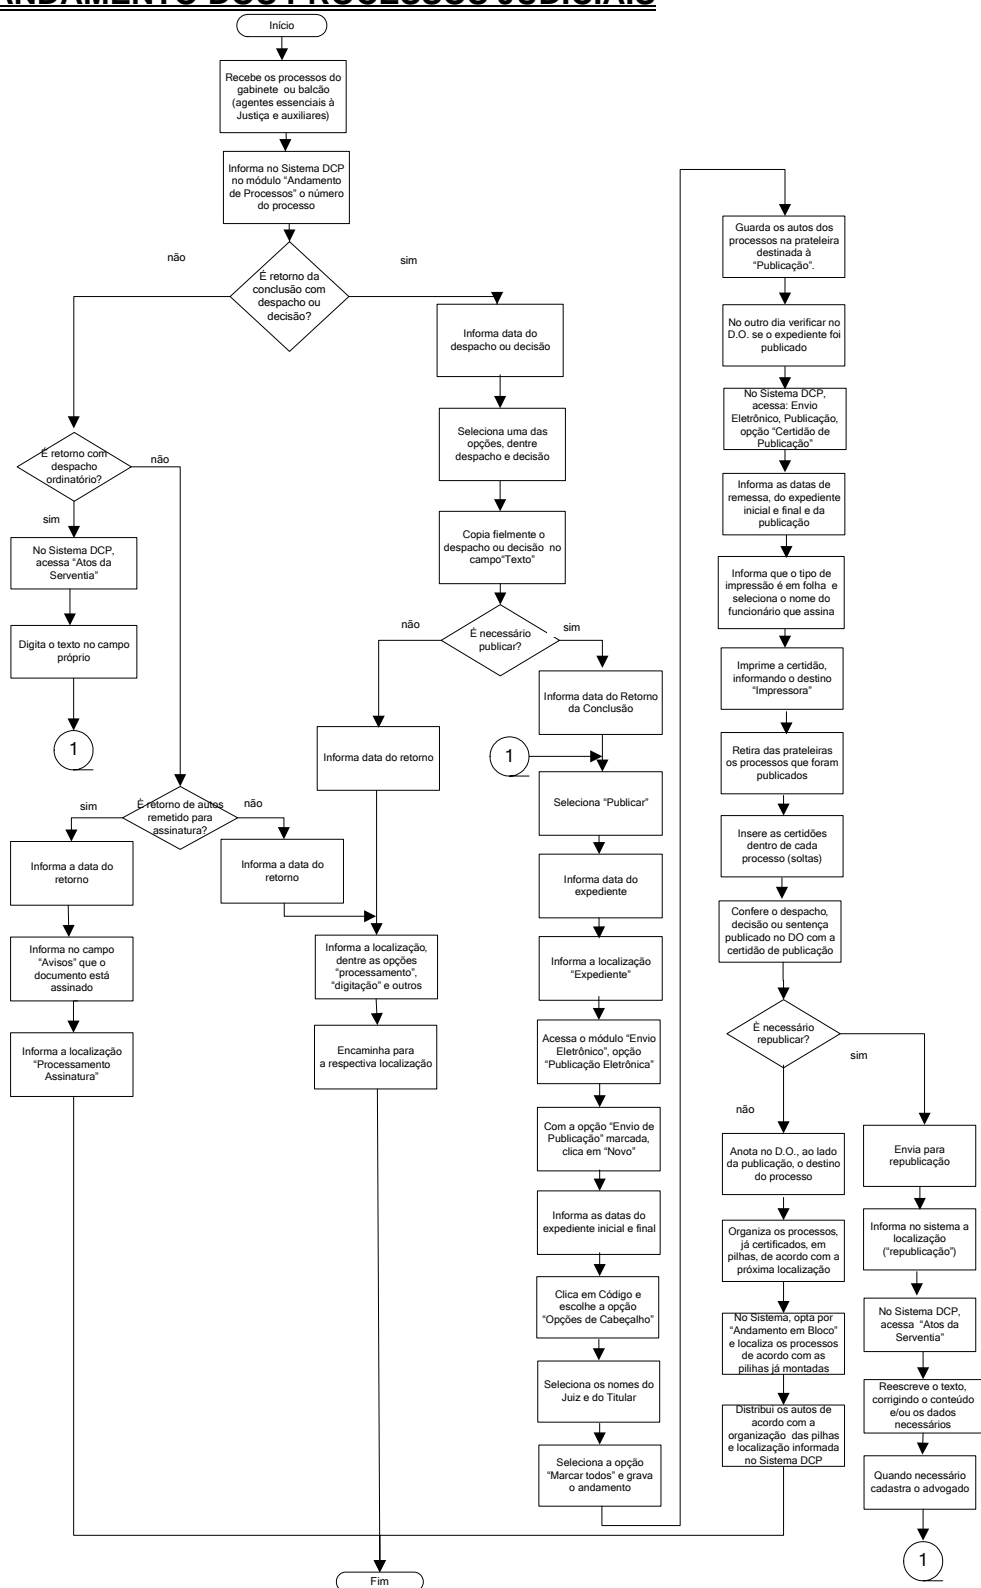 ANDAMENTO DOS PROCESSOS JUDICIAIS
Início
Recebe os processos do
gabinete ou balcão
(agentes essenciais à
Justiça e auxiliares)
Informa no Sistema DCP
no módulo “Andamento
de Processos” o número
do processo
É retorno da
conclusão com
despacho ou
decisão?
não
sim
É retorno com
despacho
ordinatório?
não
sim
No Sistema DCP,
acessa “Atos da
Serventia”
Digita o texto no campo
próprio
1
É retorno de autos
remetido para
assinatura?
sim
não
Informa a data do
retorno
Informa no campo
“Avisos” que o
documento está
assinado
Informa a localização
“Processamento
Assinatura”
Informa a data do
retorno
Informa data do
despacho ou decisão
Seleciona uma das
opções, dentre
despacho e decisão
Copia fielmente o
despacho ou decisão no
campo“Texto”
É necessário
publicar?
não
sim
Informa data do retorno
Informa a localização,
dentre as opções
“processamento”,
“digitação” e outros
Encaminha para
a respectiva localização
Informa data do Retorno
da Conclusão
1
Seleciona “Publicar”
Informa data do
expediente
Informa a localização
“Expediente”
Acessa o módulo “Envio
Eletrônico”, opção
“Publicação Eletrônica”
Com a opção “Envio de
Publicação” marcada,
clica em “Novo”
Informa as datas do
expediente inicial e final
Clica em Código e
escolhe a opção
“Opções de Cabeçalho”
Seleciona os nomes do
Juiz e do Titular
Seleciona a opção
“Marcar todos” e grava
o andamento
Guarda os autos dos
processos na prateleira
destinada à
“Publicação”.
No outro dia verificar no
D.O. se o expediente foi
publicado
No Sistema DCP,
acessa: Envio
Eletrônico, Publicação,
opção “Certidão de
Publicação”
Informa as datas de
remessa, do expediente
inicial e final e da
publicação
Informa que o tipo de
impressão é em folha e
seleciona o nome do
funcionário que assina
Imprime a certidão,
informando o destino
“Impressora”
Retira das prateleiras
os processos que foram
publicados
Insere as certidões
dentro de cada
processo (soltas)
Confere o despacho,
decisão ou sentença
publicado no DO com a
certidão de publicação
È necessário
republicar?
não
sim
Anota no D.O., ao lado
da publicação, o destino
do processo
Organiza os processos,
já certificados, em
pilhas, de acordo com a
próxima localização
No Sistema, opta por
“Andamento em Bloco”
e localiza os processos
de acordo com as
pilihas já montadas
Distribui os autos de
acordo com a
organização das pilhas
e localização informada
no Sistema DCP
Envia para
republicação
Informa no sistema a
localização
(“republicação”)
No Sistema DCP,
acessa “Atos da
Serventia”
Reescreve o texto,
corrigindo o conteúdo
e/ou os dados
necessários
Quando necessário
cadastra o advogado
1
Fim